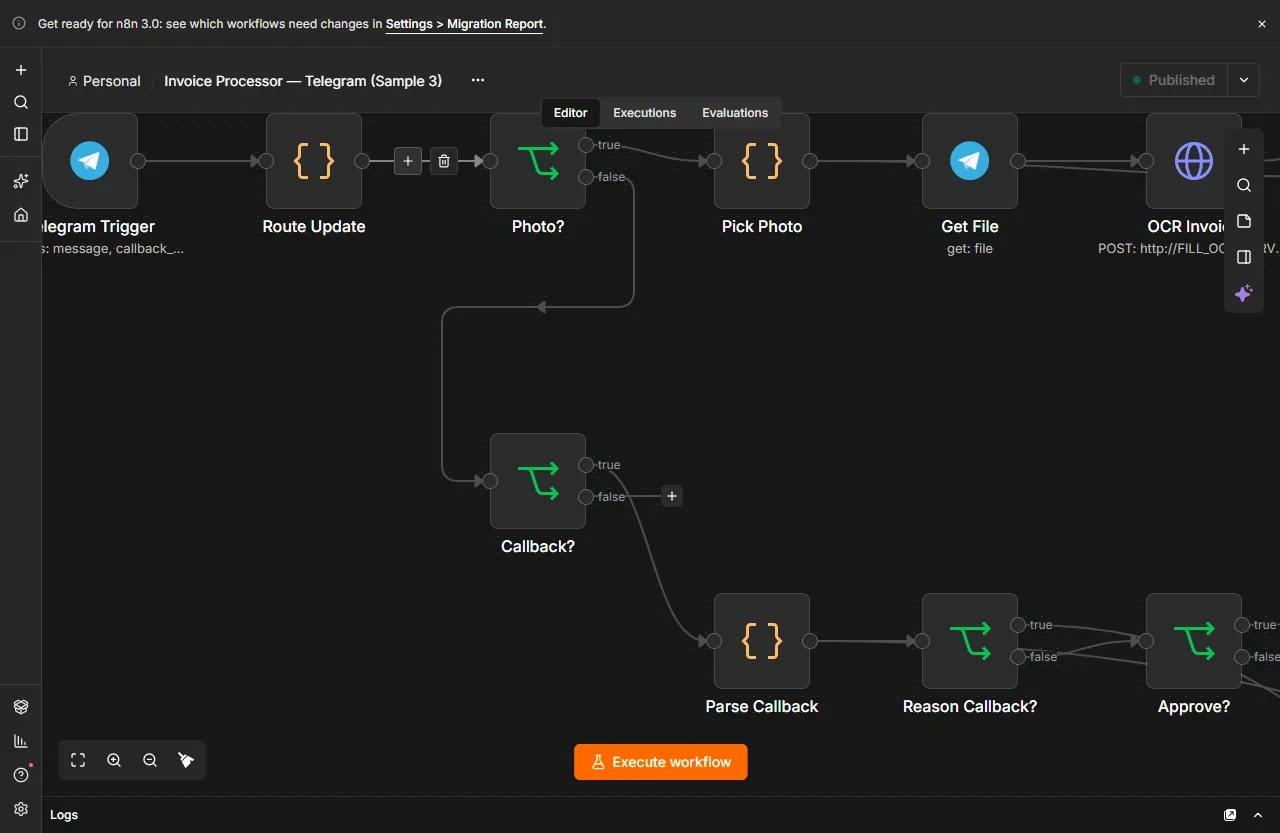 Get ready for n8n 3.0: see which workflows need changes in Settings > Migration Report.
Personal / Invoice Processor — Telegram (Sample 3)
Published
Editor Executions Evaluations
true
false
elegram Trigger
s: message, callback_...
Route Update
Photo?
Pick Photo
Get File
get: file
OCR Invoi
POST: http://FILL_OC RV.
true
false
Callback?
true
false
true
false
Parse Callback
Reason Callback?
Approve?
Execute workflow
Logs